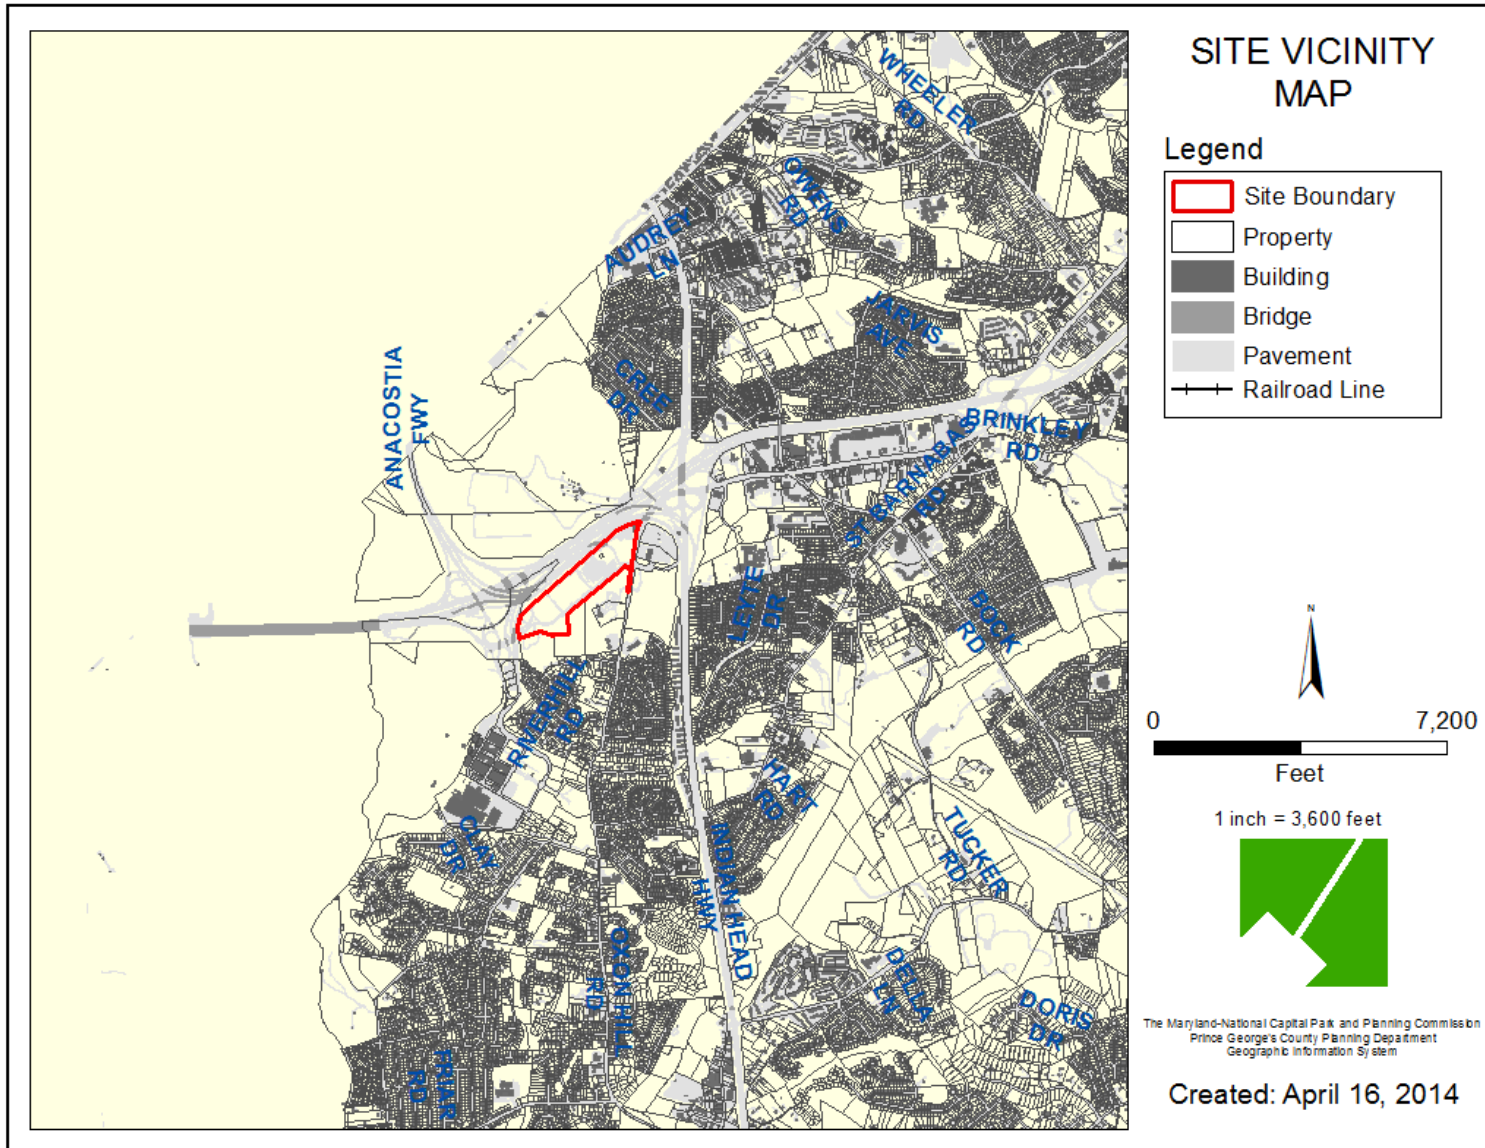 SITE VICINITY
MAP
Legend
Site Boundary
Property
Building
Bridge
Pavement
Railroad Line
N
0 7,200
Feet
1 inch = 3,600 feet
The Maryland-National Capital Park and Planning Commission
Prince George's County Planning Department
Geographic Information System
Created: April 16, 2014
WHEELER
RD
OWENS
RD
AUDREY
LN
JARVIS
AVE
CREE
DR
ANACOSTIA
FWY
BRINKLEY
RD
ST BARNABAS
RD
LEYTE
DR
BOCK
RD
RIVERHILL
RD
HART
RD
CLAY
DR
TUCKER
RD
INDIAN HEAD
HWY
OXON HILL
RD
DELLA
LN
DORIS
DR
FRIAR
RD